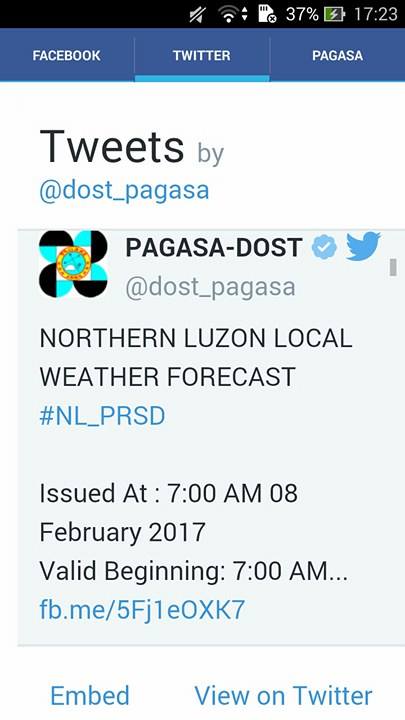 37% 17:23
FACEBOOK TWITTER PAGASA
Tweets by
@dost_pagasa
PAGASA-DOST
@dost_pagasa
NORTHERN LUZON LOCAL
WEATHER FORECAST
#NL_PRSD
Issued At : 7:00 AM 08
February 2017
Valid Beginning: 7:00 AM...
fb.me/5Fj1eOXK7
Embed View on Twitter